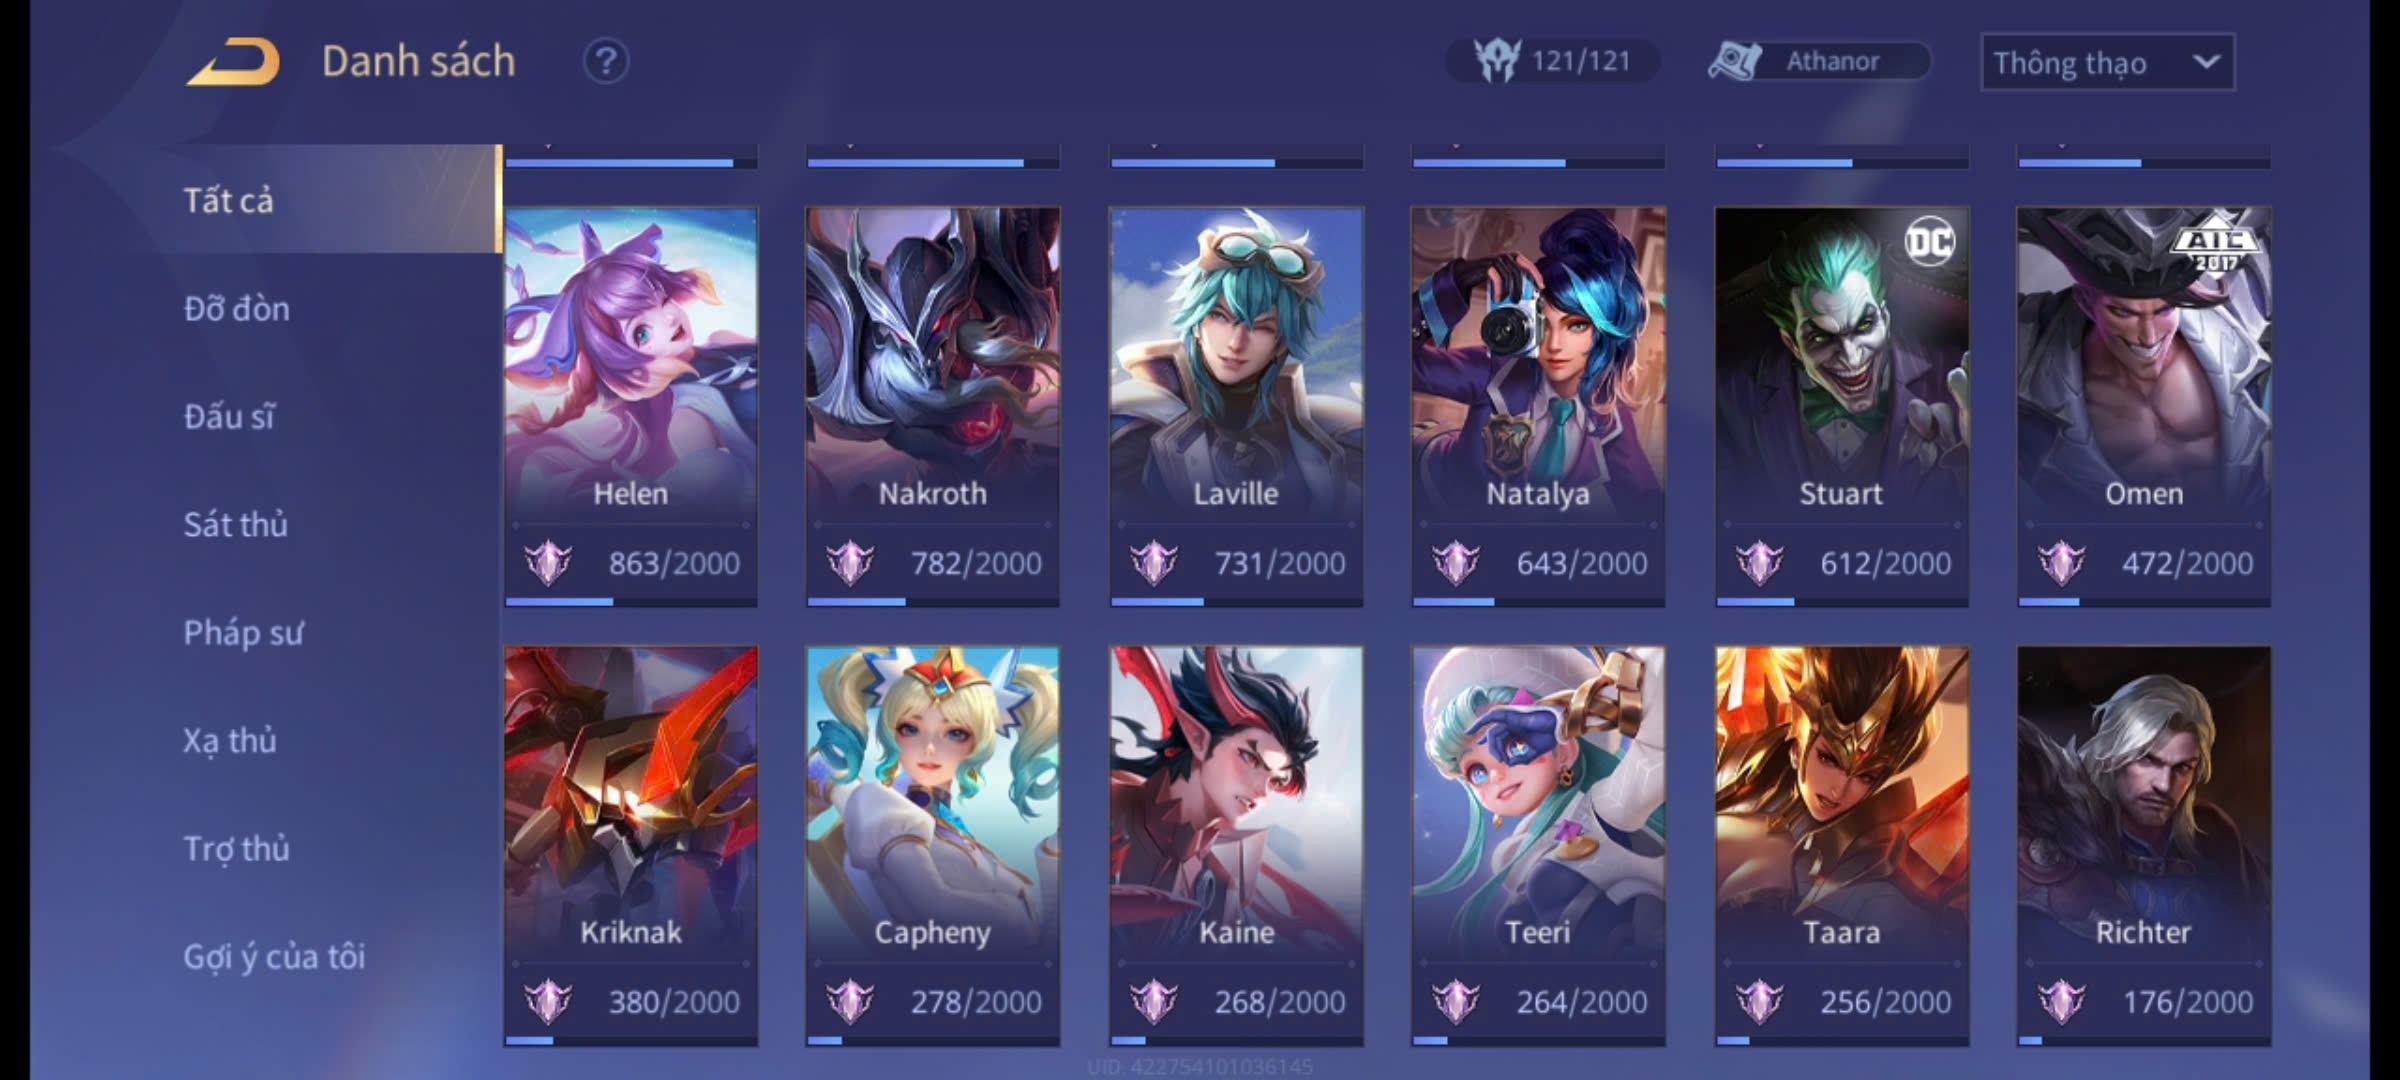 Danh sách
?
121/121
Athanor
Thông thạo
Tất cả
Đỡ đòn
Đấu sĩ
Sát thủ
Pháp sư
Xạ thủ
Trợ thủ
Gợi ý của tôi
Helen
863/2000
Nakroth
782/2000
Laville
731/2000
Natalya
643/2000
DC
Stuart
612/2000
AIC
2017
Omen
472/2000
Kriknak
380/2000
Capheny
278/2000
Kaine
268/2000
Teeri
264/2000
Taara
256/2000
Richter
176/2000
UID: 422754101036145